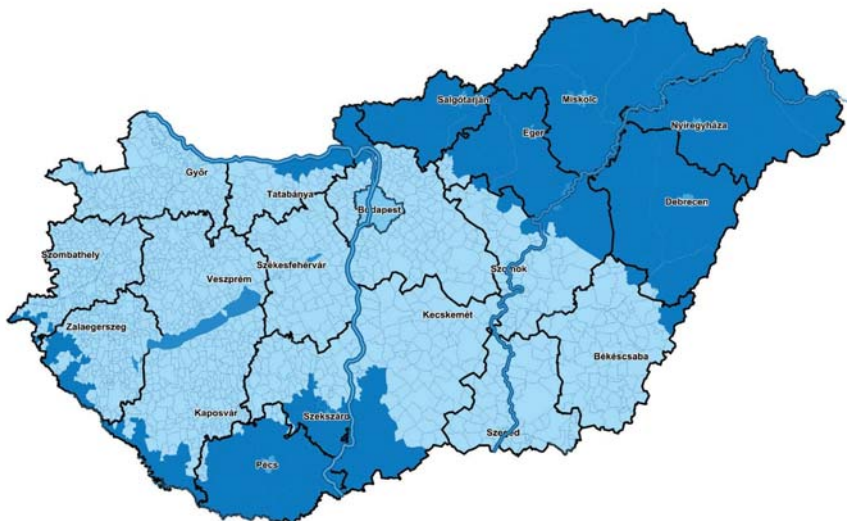 Salgótarján
Miskolc
Eger
Nyíregyháza
Győr
Tatabánya
Budapest
Debrecen
Szombathely
Veszprém
Székesfehérvár
Szolnok
Zalaegerszeg
Kecskemét
Békéscsaba
Kaposvár
Szekszárd
Szeged
Pécs